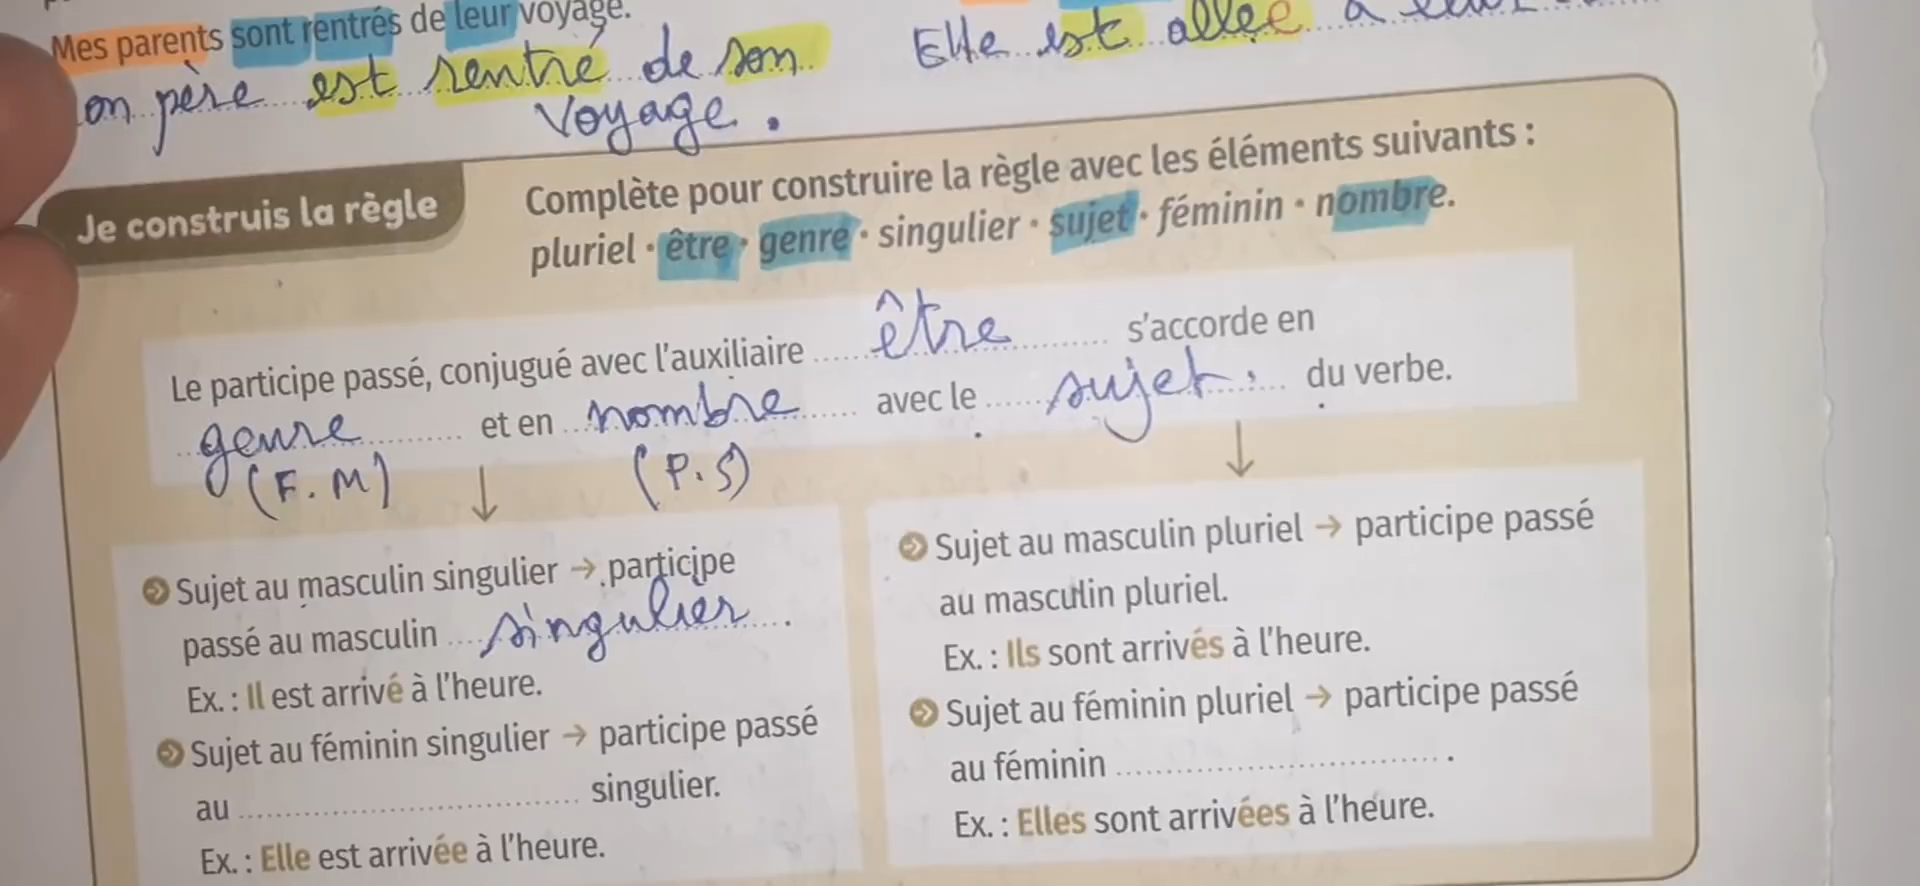 Mes parents sont rentrés de leur voyage.
on père est rentré de son
voyage.
Elle est allée à
Je construis la règle
Complète pour construire la règle avec les éléments suivants :
pluriel • être • genre • singulier • sujet • féminin • nombre.
Le participe passé, conjugué avec l'auxiliaire être s'accorde en
genre et en nombre avec le sujet. du verbe.
(F.M) (P.S)
Sujet au masculin singulier → participe
passé au masculin singulier.
Ex. : Il est arrivé à l'heure.
Sujet au féminin singulier → participe passé
au .......... singulier.
Ex. : Elle est arrivée à l'heure.
Sujet au masculin pluriel → participe passé
au masculin pluriel.
Ex. : Ils sont arrivés à l'heure.
Sujet au féminin pluriel → participe passé
au féminin .......... .
Ex. : Elles sont arrivées à l'heure.